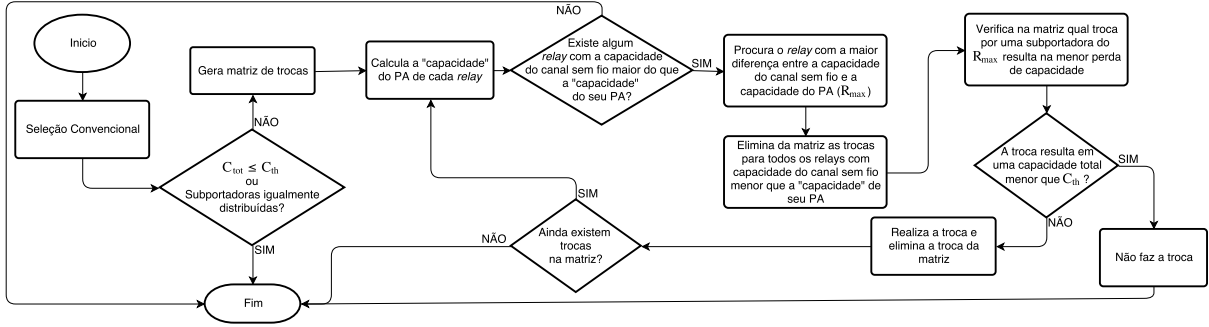 Inicio
Seleção Convencional
C_tot ≤ C_th
ou
Subportadoras igualmente
distribuídas?
NÃO
SIM
Gera matriz de trocas
Calcula a "capacidade"
do PA de cada relay
NÃO
Existe algum
relay com a capacidade
do canal sem fio maior do que
a "capacidade"
do seu PA?
SIM
Procura o relay com a maior
diferença entre a capacidade
do canal sem fio e a
capacidade do PA (R_max)
Elimina da matriz as trocas
para todos os relays com
capacidade do canal sem fio
menor que a "capacidade" de
seu PA
Verifica na matriz qual troca
por uma subportadora do
R_max resulta na menor perda
de capacidade
A troca resulta em
uma capacidade total
menor que C_th ?
SIM
NÃO
Não faz a troca
Realiza a troca e
elimina a troca da
matriz
Ainda existem
trocas
na matriz?
SIM
NÃO
Fim